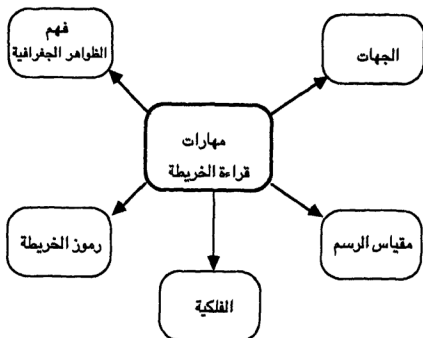 الجهات
فهم
الظواهر الجغرافية
مهارات
قراءة الخريطة
مقياس الرسم
رموز الخريطة
الفلكية